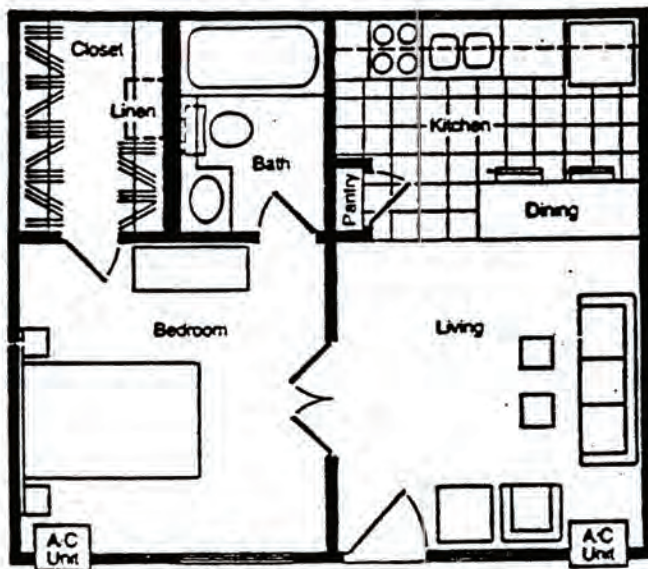 Closet
Linen
Bath
Kitchen
Pantry
Dining
Bedroom
Living
A-C
Unit
A-C
Unit